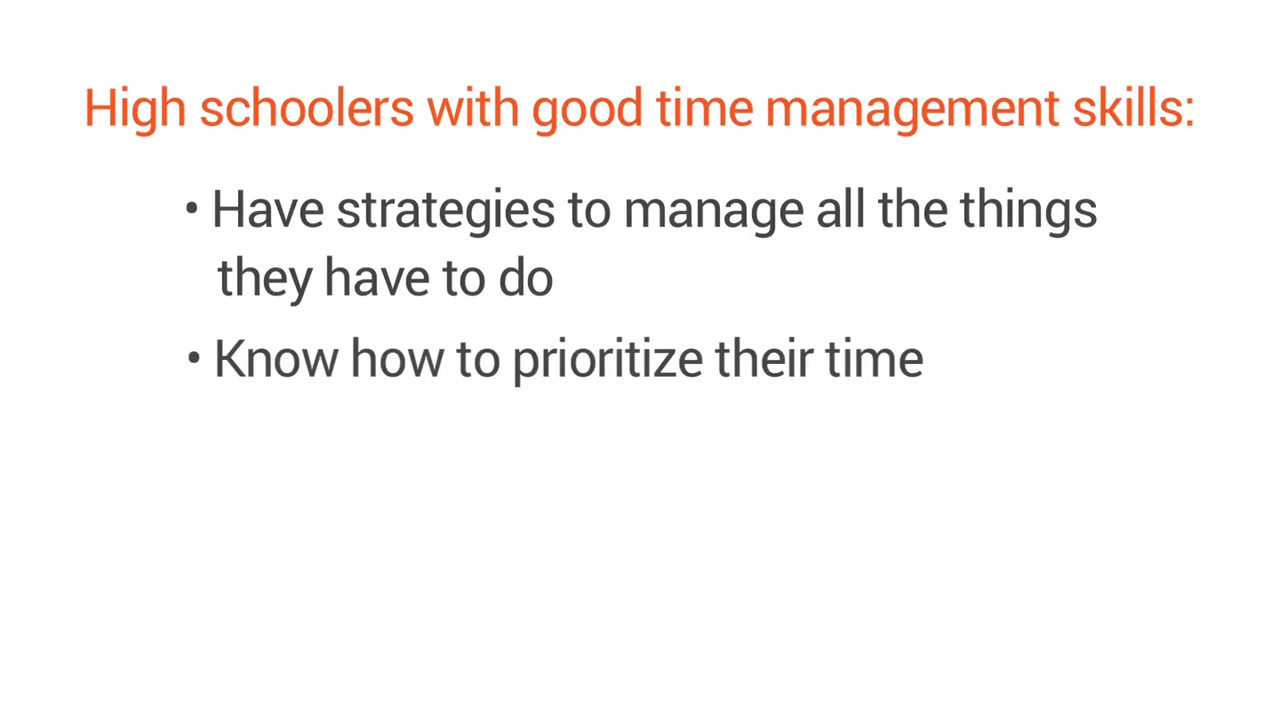 High schoolers with good time management skills:
• Have strategies to manage all the things
they have to do
• Know how to prioritize their time